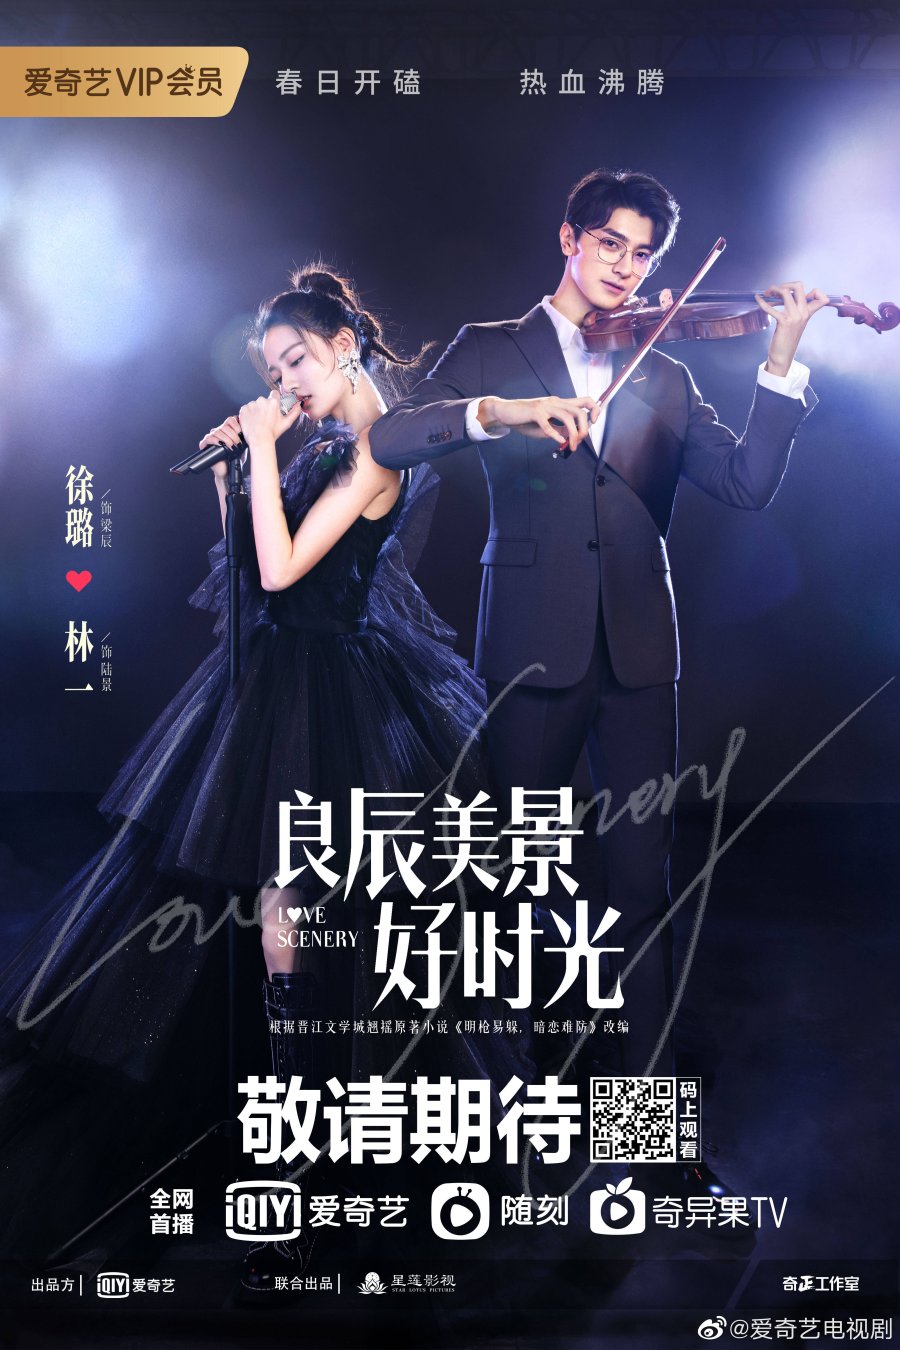 爱奇艺VIP会员
春日开磕 热血沸腾
徐璐
/饰 梁辰
林一
/饰 陆景
Love Scenery
良辰美景
LOVE
SCENERY
好时光
根据晋江文学城翘摇原著小说《明枪易躲，暗恋难防》改编
敬请期待
码上观看
全网
首播
iQIYI 爱奇艺
随刻
奇异果TV
出品方| iQIYI 爱奇艺
联合出品| 星莲影视
STAR LOTUS PICTURES
奇正工作室
@爱奇艺电视剧